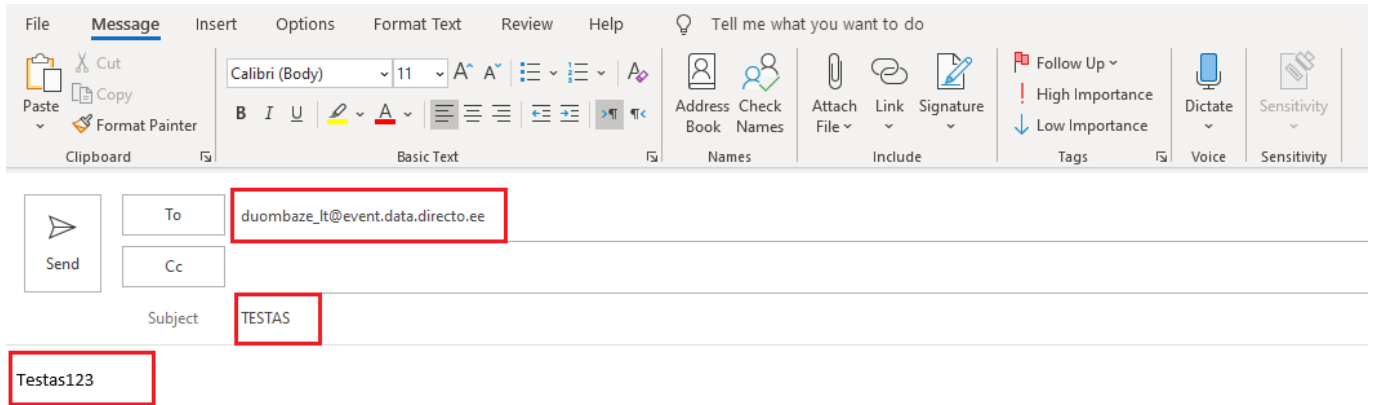 File Message Insert Options Format Text Review Help Tell me what you want to do
Paste
Cut
Copy
Format Painter
Clipboard
Calibri (Body) 11 A A
B I U A
Basic Text
Address Book
Check Names
Names
Attach File
Link
Signature
Include
Follow Up
High Importance
Low Importance
Tags
Dictate
Voice
Sensitivity
Sensitivity
Send
To duombaze_lt@event.data.directo.ee
Cc
Subject TESTAS
Testas123